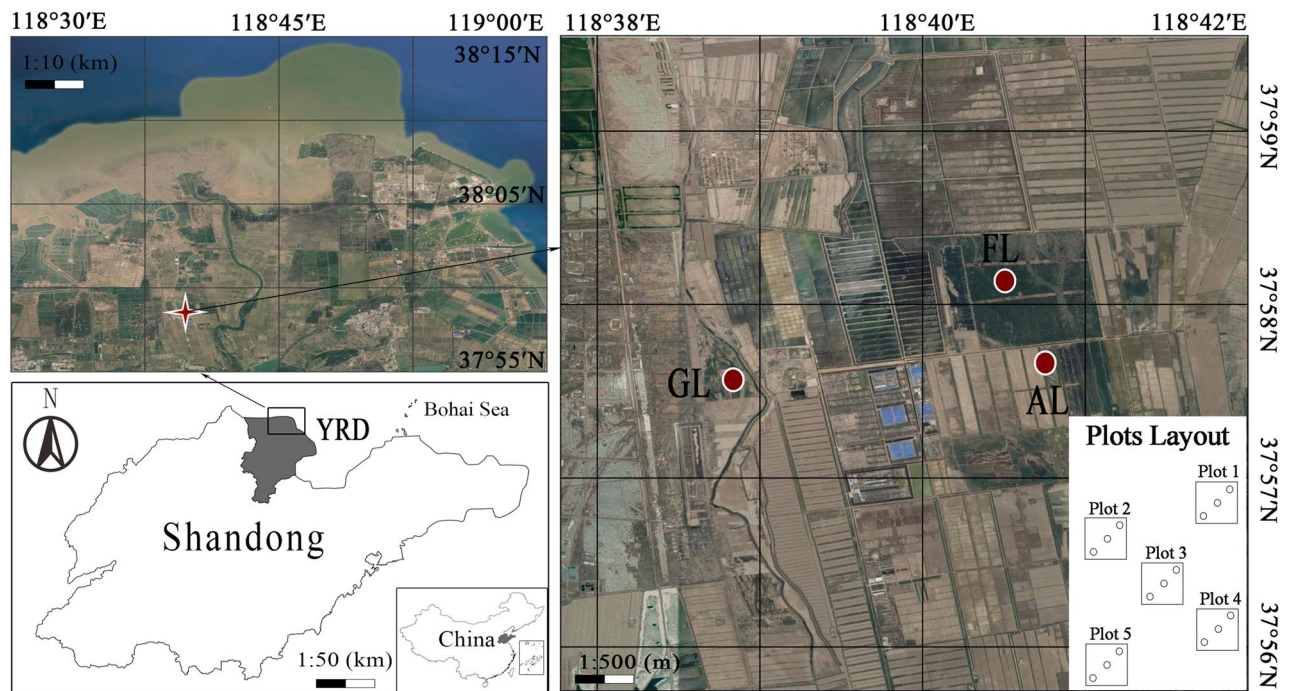 118°30′E 118°45′E 119°00′E
1:10 (km)
38°15′N
38°05′N
37°55′N
N
Bohai Sea
YRD
Shandong
China
1:50 (km)
118°38′E 118°40′E 118°42′E
37°59′N
37°58′N
37°57′N
37°56′N
FL
GL
AL
1:500 (m)
Plots Layout
Plot 1
Plot 2
Plot 3
Plot 4
Plot 5